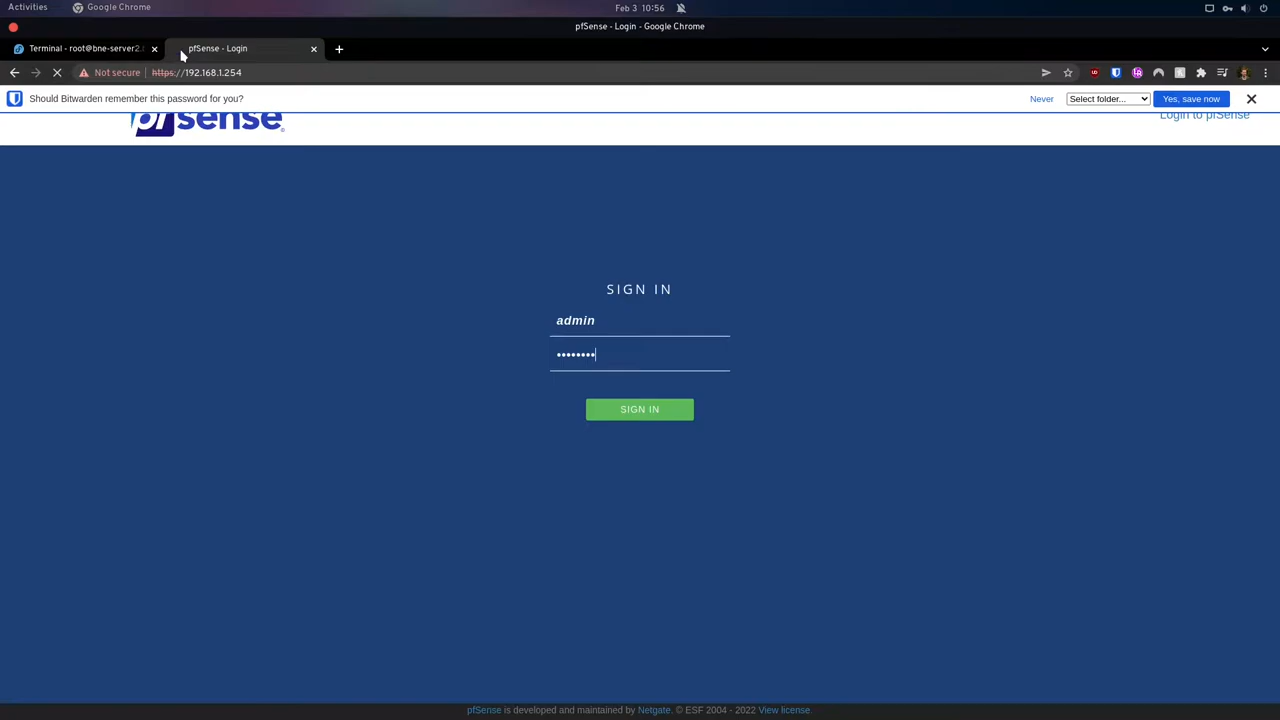 Activities
Google Chrome
Feb 3 10:56
pfSense - Login - Google Chrome
Terminal - root@bne-server2.
pfSense - Login
Not secure
https://192.168.1.254
Should Bitwarden remember this password for you?
Never
Select folder...
Yes, save now
pfsense
Login to pfSense
SIGN IN
admin
••••••••
SIGN IN
pfSense is developed and maintained by Netgate. © ESF 2004 - 2022 View license.